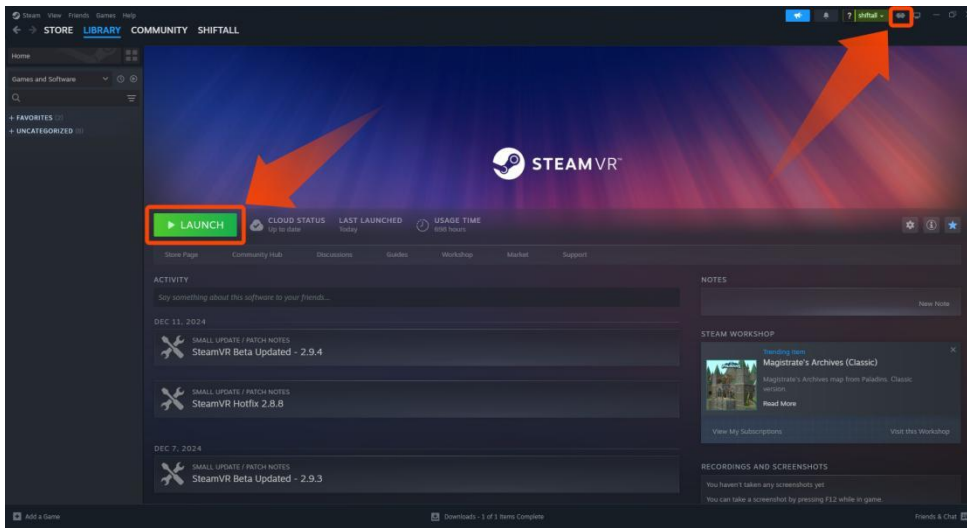 Steam View Friends Games Help
? shiftall
STORE LIBRARY COMMUNITY SHIFTALL
Home
Games and Software
+ FAVORITES
+ UNCATEGORIZED
STEAMVR™
LAUNCH
CLOUD STATUS
Up to date
LAST LAUNCHED
Today
USAGE TIME
698 hours
Store Page Community Hub Discussions Guides Workshop Market Support
ACTIVITY
Say something about this software to your friends...
DEC 11, 2024
SMALL UPDATE / PATCH NOTES
SteamVR Beta Updated - 2.9.4
SMALL UPDATE / PATCH NOTES
SteamVR Hotfix 2.8.8
DEC 7, 2024
SMALL UPDATE / PATCH NOTES
SteamVR Beta Updated - 2.9.3
NOTES
New Note
STEAM WORKSHOP
Trending Item
Magistrate's Archives (Classic)
Magistrate's Archives map from Paladins. Classic
version.
Read More
View My Subscriptions Visit this Workshop
RECORDINGS AND SCREENSHOTS
You haven't taken any screenshots yet
You can take a screenshot by pressing F12 while in game.
Add a Game
Downloads - 1 of 1 Items Complete
Friends & Chat